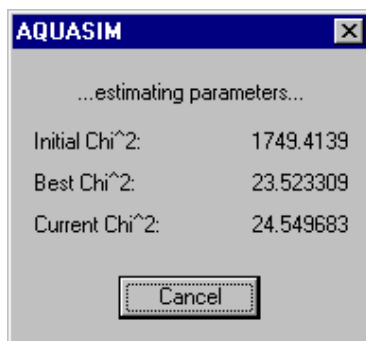 AQUASIM
...estimating parameters...
Initial Chi^2: 1749.4139
Best Chi^2: 23.523309
Current Chi^2: 24.549683
Cancel